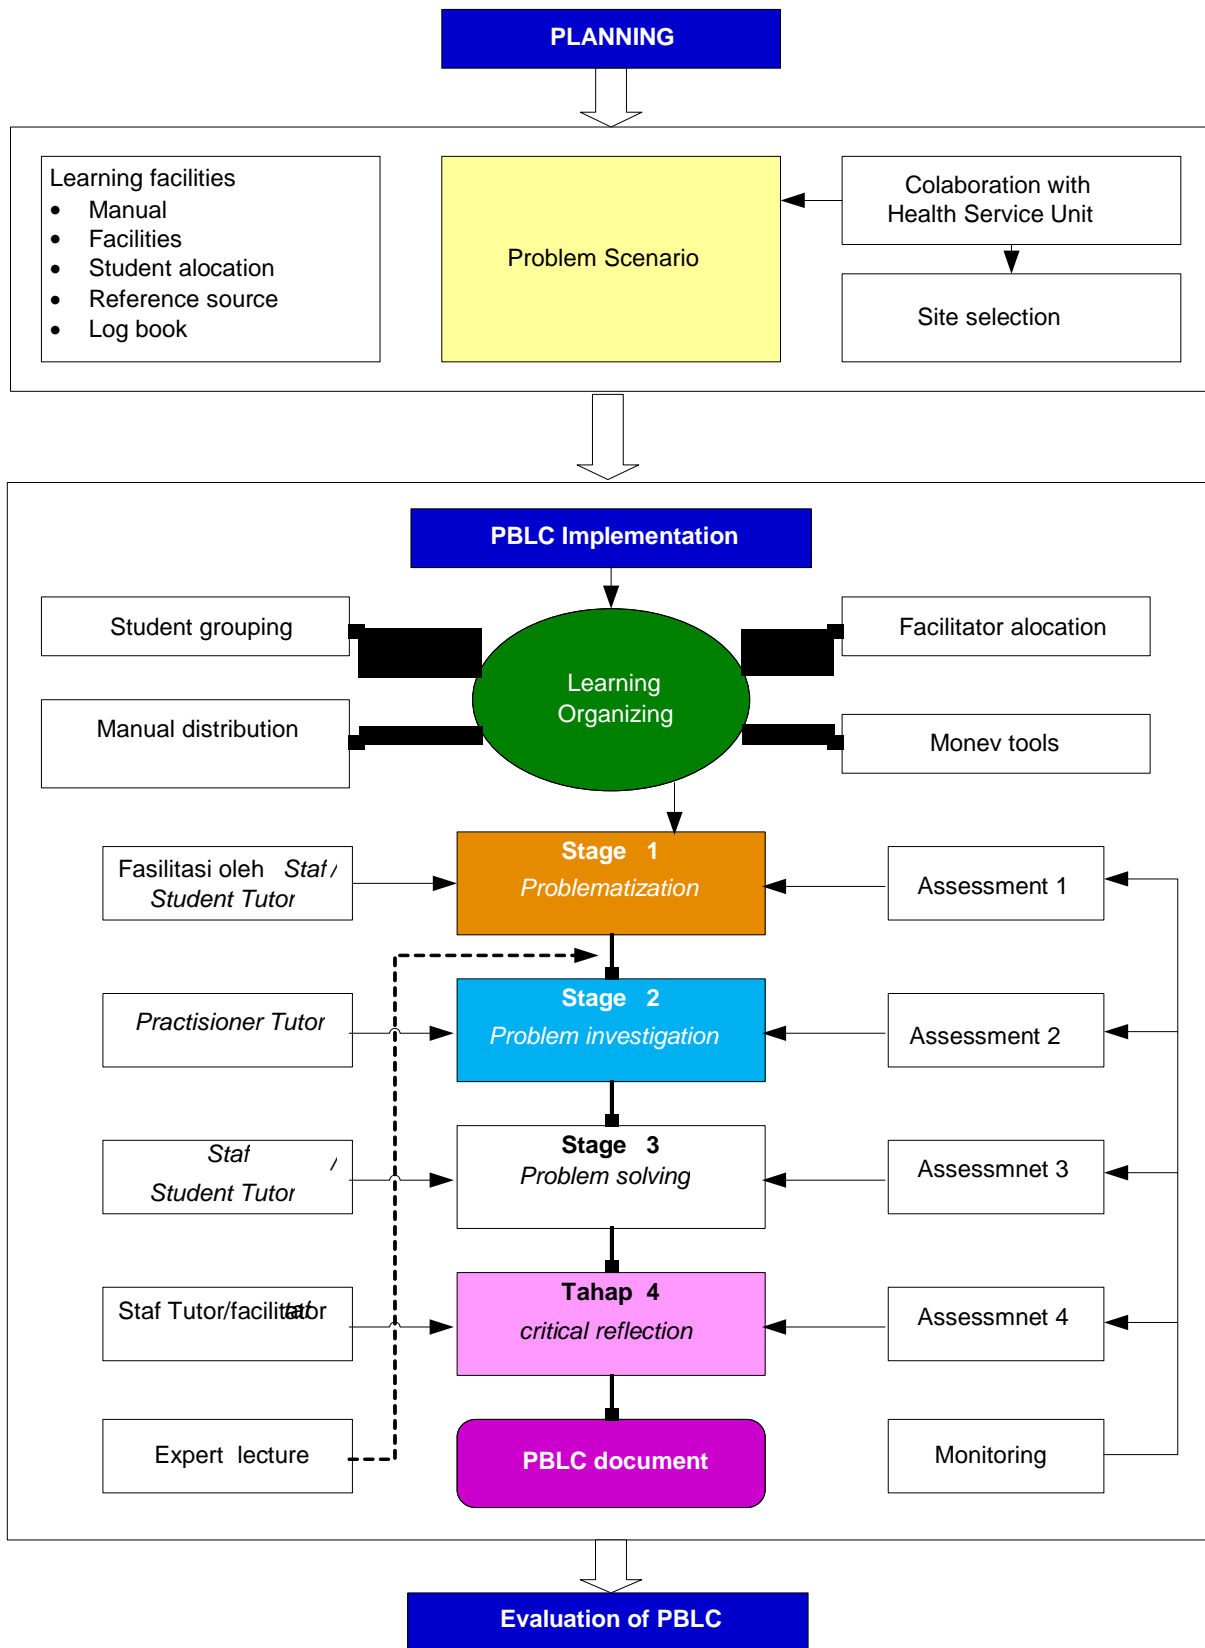 PLANNING
Learning facilities
• Manual
• Facilities
• Student alocation
• Reference source
• Log book
Problem Scenario
Colaboration with
Health Service Unit
Site selection
PBLC Implementation
Student grouping
Facilitator alocation
Learning
Organizing
Manual distribution
Monev tools
Fasilitasi oleh Staf /
Student Tutor
Stage 1
Problematization
Assessment 1
Practisioner Tutor
Stage 2
Problem investigation
Assessment 2
Staf /
Student Tutor
Stage 3
Problem solving
Assessmnet 3
Staf Tutor/facilitator
Tahap 4
critical reflection
Assessmnet 4
Expert lecture
PBLC document
Monitoring
Evaluation of PBLC